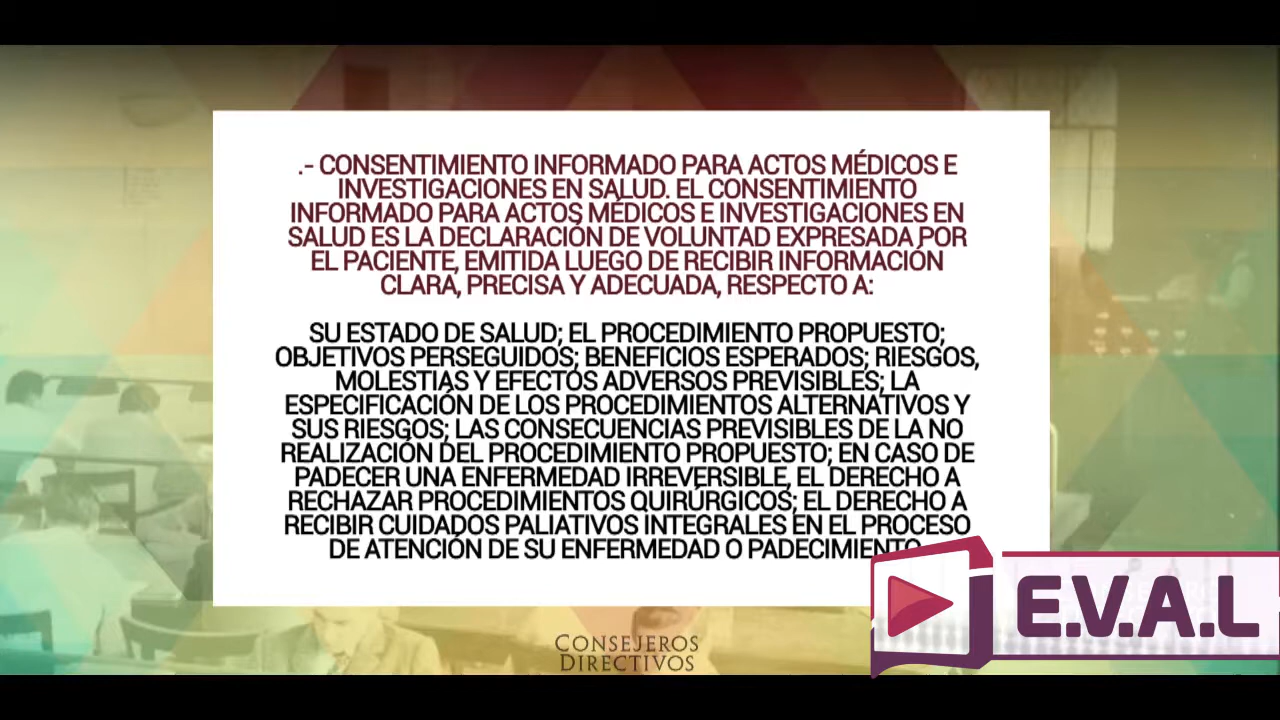 .- CONSENTIMIENTO INFORMADO PARA ACTOS MÉDICOS E
INVESTIGACIONES EN SALUD. EL CONSENTIMIENTO
INFORMADO PARA ACTOS MÉDICOS E INVESTIGACIONES EN
SALUD ES LA DECLARACIÓN DE VOLUNTAD EXPRESADA POR
EL PACIENTE, EMITIDA LUEGO DE RECIBIR INFORMACIÓN
CLARA, PRECISA Y ADECUADA, RESPECTO A:
SU ESTADO DE SALUD; EL PROCEDIMIENTO PROPUESTO;
OBJETIVOS PERSEGUIDOS; BENEFICIOS ESPERADOS; RIESGOS,
MOLESTIAS Y EFECTOS ADVERSOS PREVISIBLES; LA
ESPECIFICACIÓN DE LOS PROCEDIMIENTOS ALTERNATIVOS Y
SUS RIESGOS; LAS CONSECUENCIAS PREVISIBLES DE LA NO
REALIZACIÓN DEL PROCEDIMIENTO PROPUESTO; EN CASO DE
PADECER UNA ENFERMEDAD IRREVERSIBLE, EL DERECHO A
RECHAZAR PROCEDIMIENTOS QUIRÚRGICOS; EL DERECHO A
RECIBIR CUIDADOS PALIATIVOS INTEGRALES EN EL PROCESO
DE ATENCIÓN DE SU ENFERMEDAD O PADECIMIENTO
E.V.A.L
CONSEJEROS
DIRECTIVOS